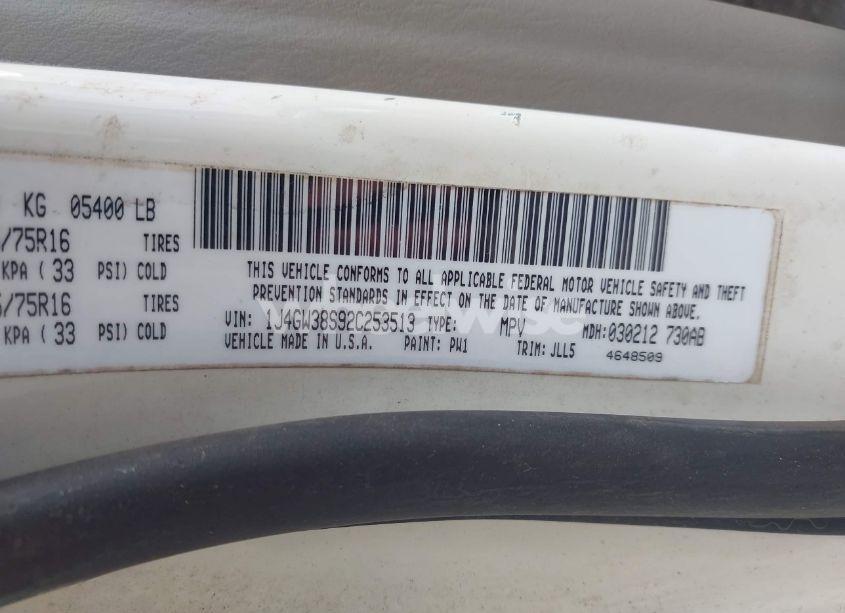 KG 05400 LB
/75R16 TIRES
KPA ( 33 PSI) COLD
/75R16 TIRES
KPA ( 33 PSI) COLD
THIS VEHICLE CONFORMS TO ALL APPLICABLE FEDERAL MOTOR VEHICLE SAFETY AND THEFT
PREVENTION STANDARDS IN EFFECT ON THE DATE OF MANUFACTURE SHOWN ABOVE.
VIN: 1J4GW38S92C253513 TYPE: MPV MDH:030212 730AB
VEHICLE MADE IN U.S.A. PAINT: PW1 TRIM: JLL5 4648509